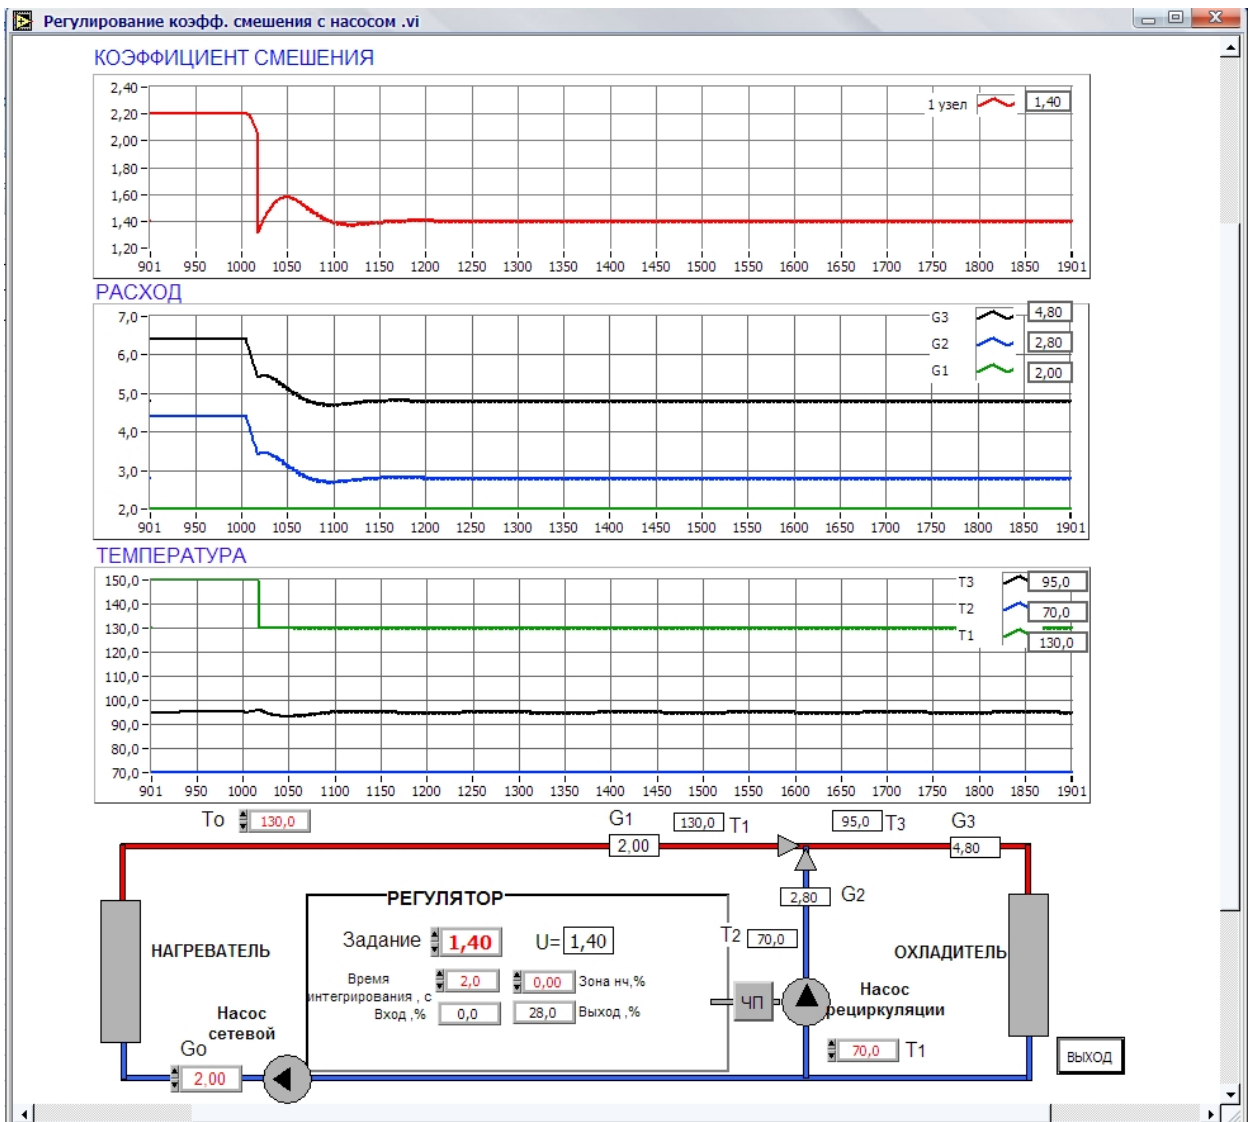 Регулирование коэфф. смешения с насосом .vi
КОЭФФИЦИЕНТ СМЕШЕНИЯ
2,40
2,20
2,00
1,80
1,60
1,40
1,20
1 узел 1,40
901 950 1000 1050 1100 1150 1200 1250 1300 1350 1400 1450 1500 1550 1600 1650 1700 1750 1800 1850 1901
РАСХОД
7,0
6,0
5,0
4,0
3,0
2,0
G3 4,80
G2 2,80
G1 2,00
901 950 1000 1050 1100 1150 1200 1250 1300 1350 1400 1450 1500 1550 1600 1650 1700 1750 1800 1850 1901
ТЕМПЕРАТУРА
150,0
140,0
130,0
120,0
110,0
100,0
90,0
80,0
70,0
T3 95,0
T2 70,0
T1 130,0
901 950 1000 1050 1100 1150 1200 1250 1300 1350 1400 1450 1500 1550 1600 1650 1700 1750 1800 1850 1901
To 130,0
G1 130,0 T1 95,0 T3 G3
2,00 4,80
РЕГУЛЯТОР
2,80 G2
Задание 1,40 U= 1,40
T2 70,0
НАГРЕВАТЕЛЬ
ОХЛАДИТЕЛЬ
Время
интегрирования , с 2,0 0,00 Зона нч,%
Вход ,% 0,0 28,0 Выход ,%
ЧП
Насос
рециркуляции
Насос
сетевой
Go
2,00
70,0 T1
ВЫХОД